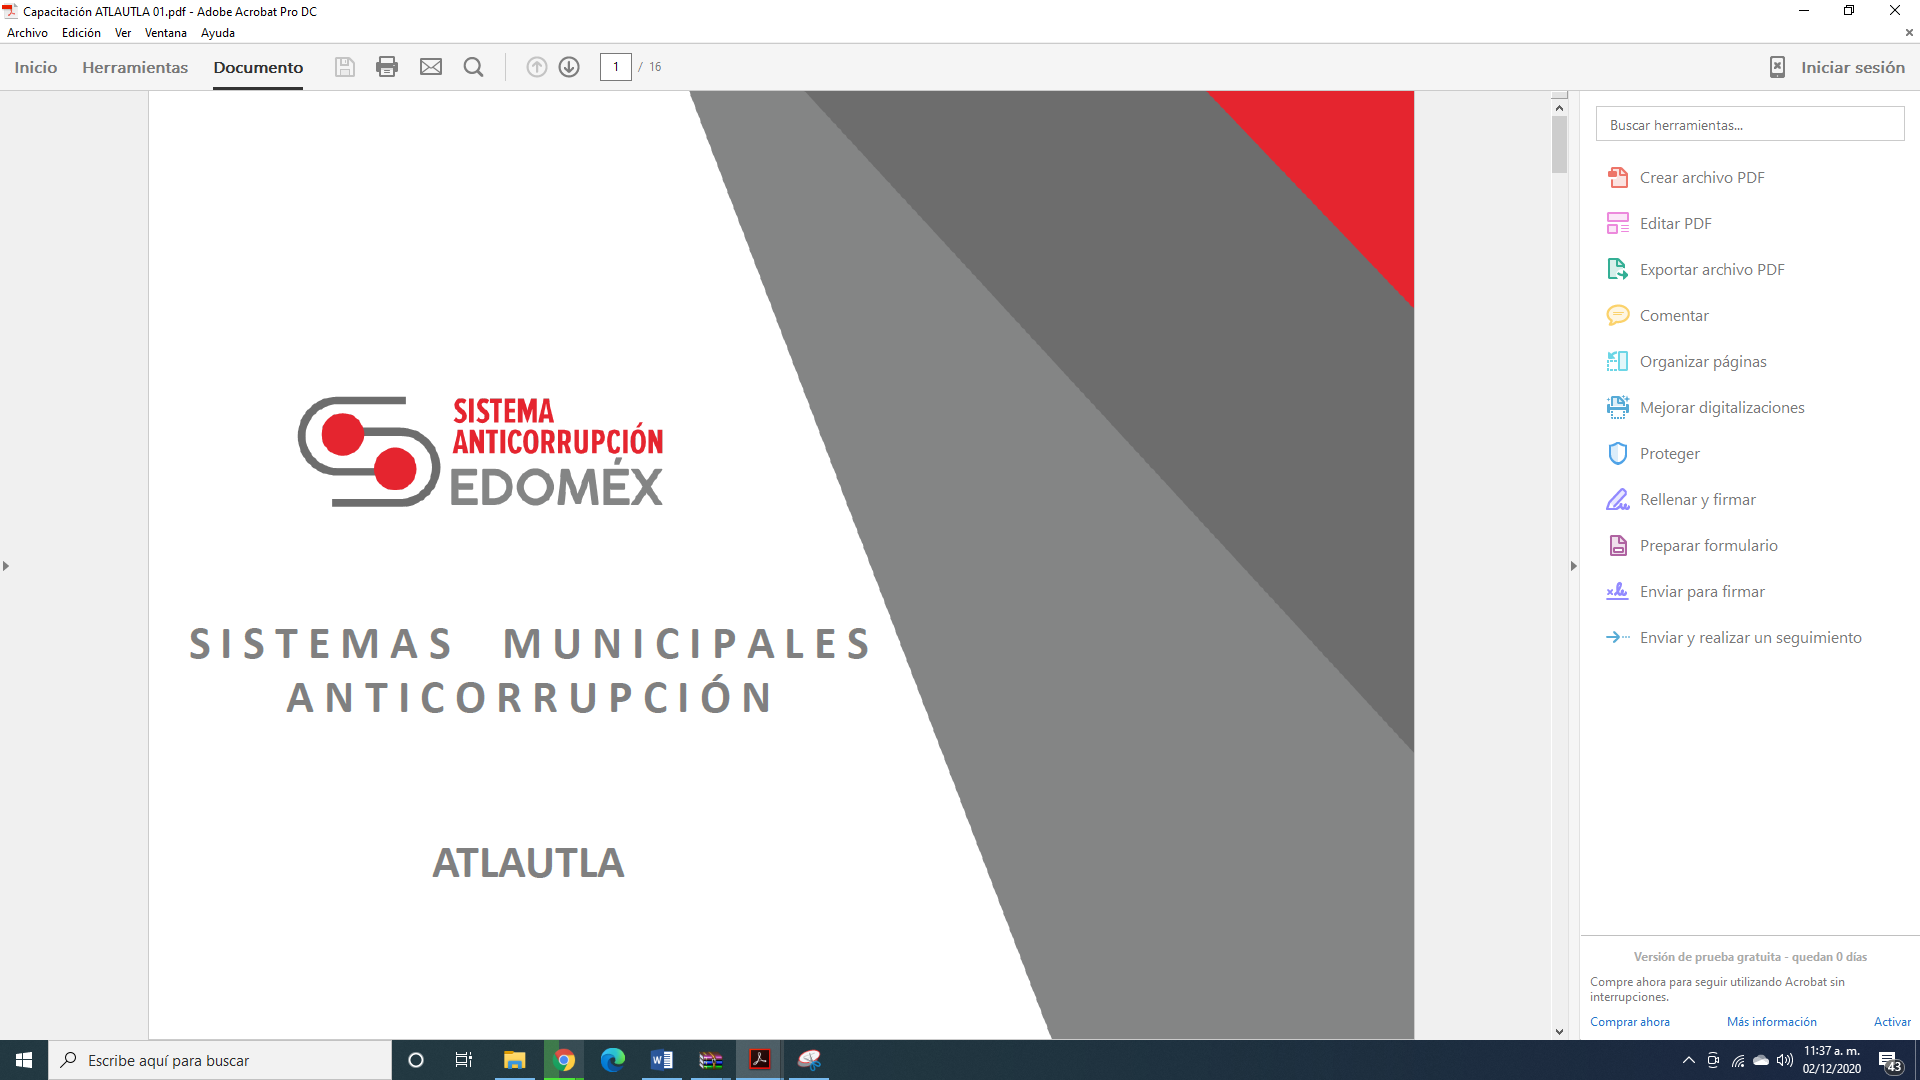 Capacitación ATLAUTLA 01.pdf - Adobe Acrobat Pro DC
Archivo Edición Ver Ventana Ayuda
Inicio Herramientas Documento 1 / 16 Iniciar sesión
Buscar herramientas...
Crear archivo PDF
Editar PDF
Exportar archivo PDF
Comentar
Organizar páginas
Mejorar digitalizaciones
Proteger
Rellenar y firmar
Preparar formulario
Enviar para firmar
Enviar y realizar un seguimiento
SISTEMA
ANTICORRUPCIÓN
EDOMÉX
SISTEMAS MUNICIPALES
ANTICORRUPCIÓN
ATLAUTLA
Versión de prueba gratuita - quedan 0 días
Compre ahora para seguir utilizando Acrobat sin
interrupciones.
Comprar ahora Más información Activar
Escribe aquí para buscar
11:37 a. m.
02/12/2020
43